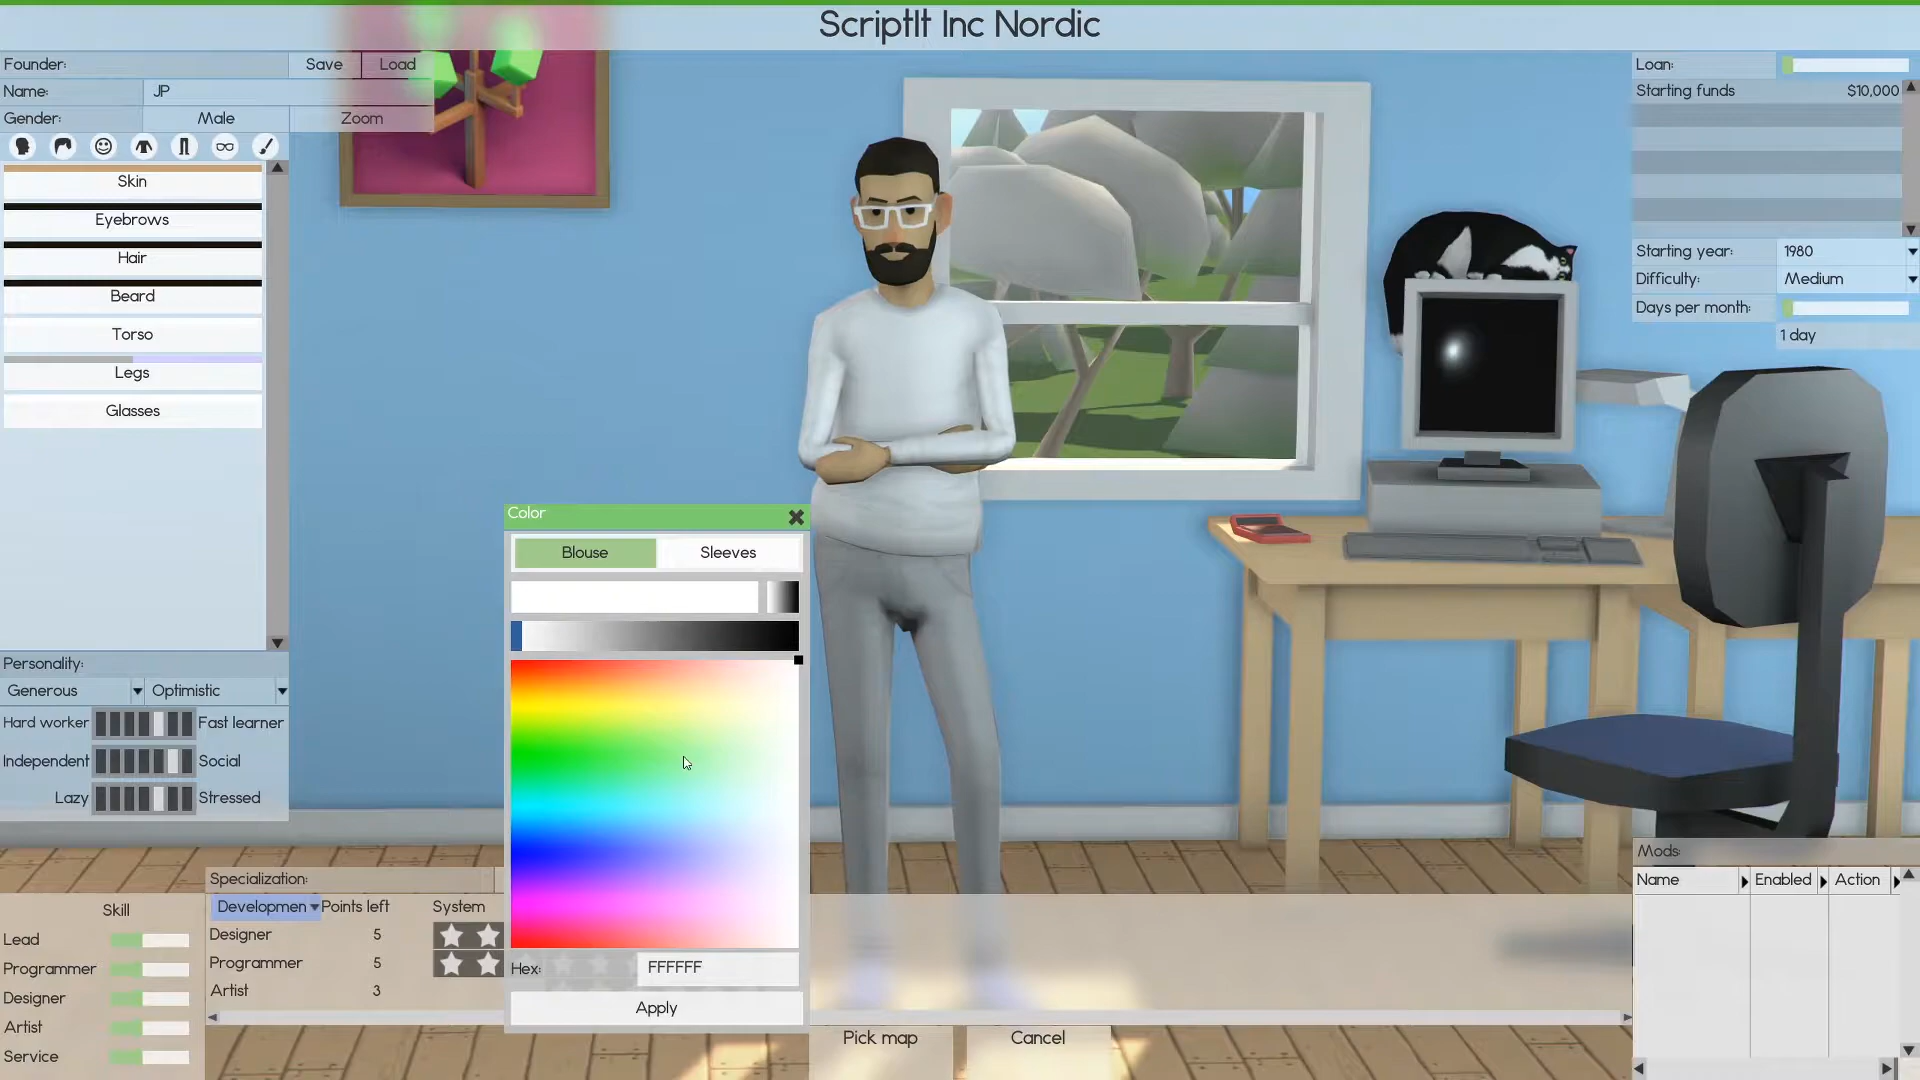 ScriptIt Inc Nordic
Founder: Save Load
Name: JP
Gender: Male Zoom
Skin
Eyebrows
Hair
Beard
Torso
Legs
Glasses
Personality:
Generous Optimistic
Hard worker Fast learner
Independent Social
Lazy Stressed
Skill
Lead
Programmer
Designer
Artist
Service
Specialization:
Developmen Points left System
Designer 5
Programmer 5
Artist 3
Color
Blouse Sleeves
Hex: FFFFFF
Apply
Pick map Cancel
Loan:
Starting funds $10,000
Starting year: 1980
Difficulty: Medium
Days per month:
1 day
Mods:
Name Enabled Action